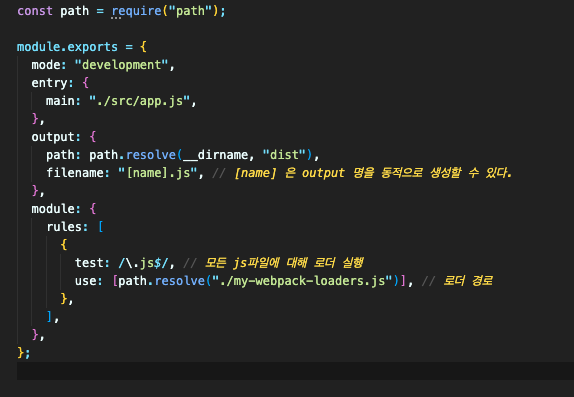 const path = require("path");

module.exports = {
  mode: "development",
  entry: {
    main: "./src/app.js",
  },
  output: {
    path: path.resolve(__dirname, "dist"),
    filename: "[name].js", // [name] 은 output 명을 동적으로 생성할 수 있다.
  },
  module: {
    rules: [
      {
        test: /\.js$/, // 모든 js파일에 대해 로더 실행
        use: [path.resolve("./my-webpack-loaders.js")], // 로더 경로
      },
    ],
  },
};